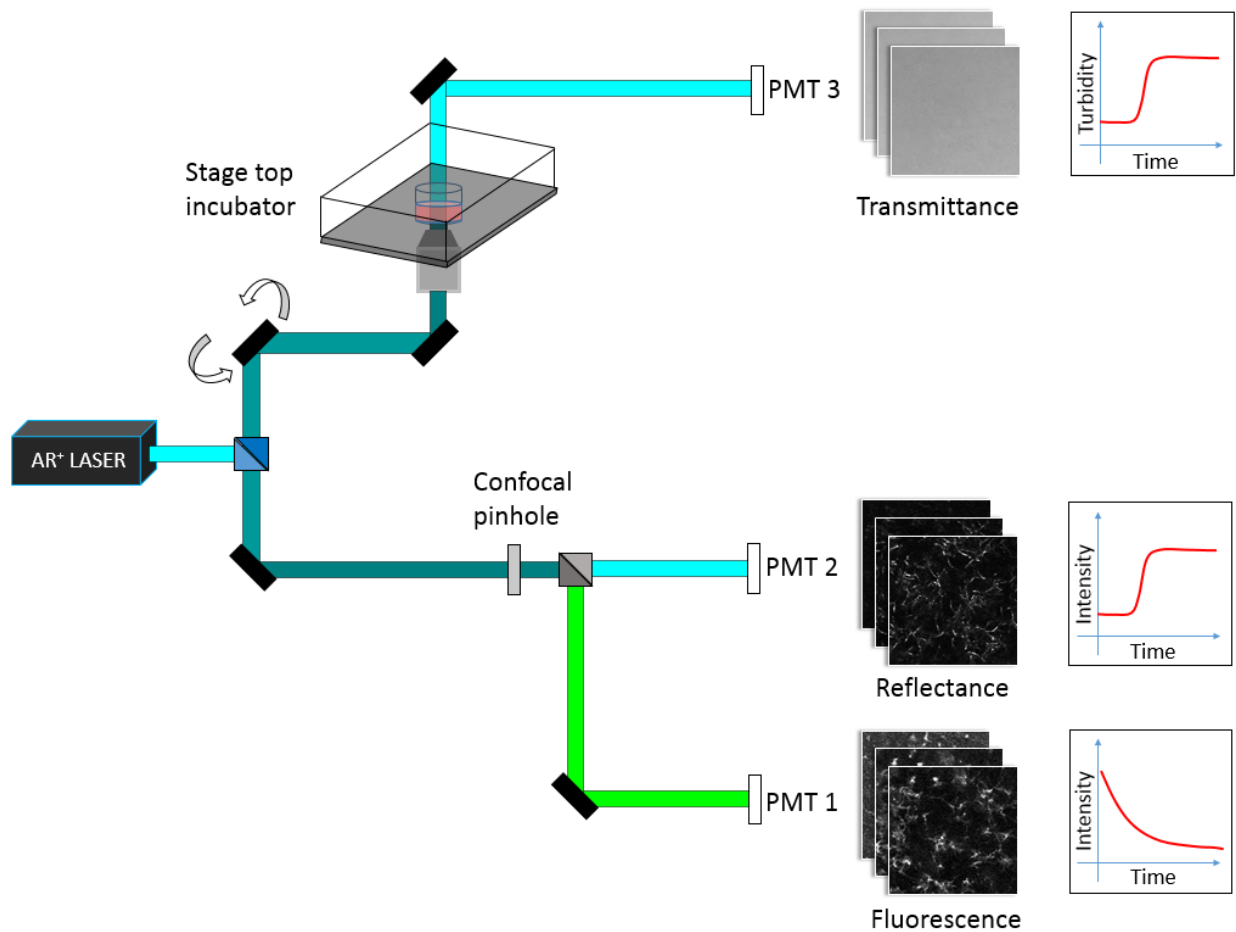 PMT 3
Turbidity
Time
Transmittance
Stage top
incubator
AR⁺ LASER
Confocal
pinhole
PMT 2
Intensity
Time
Reflectance
PMT 1
Intensity
Time
Fluorescence